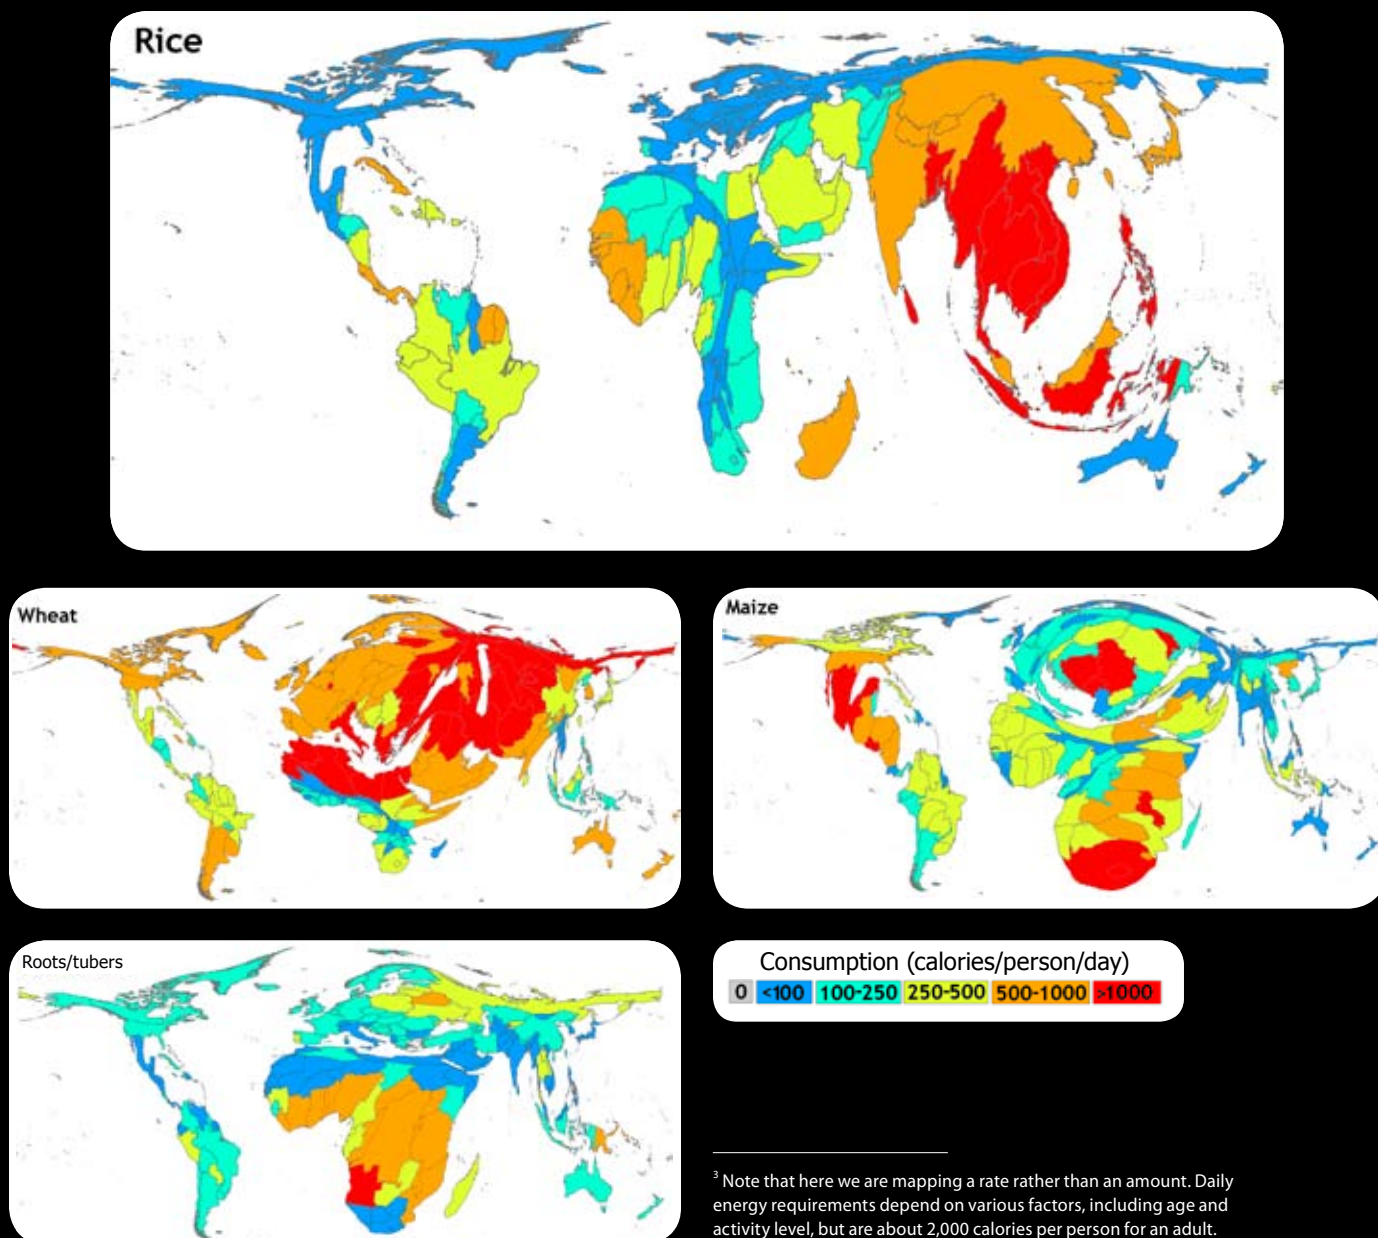 Rice
Wheat
Maize
Roots/tubers
Consumption (calories/person/day)
0 <100 100-250 250-500 500-1000 >1000
3 Note that here we are mapping a rate rather than an amount. Daily
energy requirements depend on various factors, including age and
activity level, but are about 2,000 calories per person for an adult.